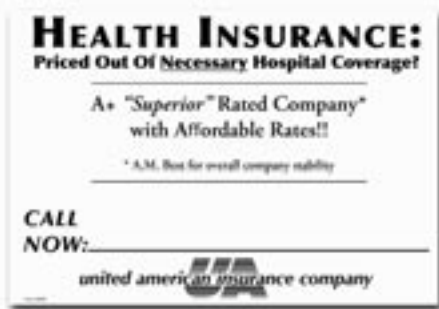 HEALTH INSURANCE:
Priced Out Of Necessary Hospital Coverage?
A+ "Superior" Rated Company*
with Affordable Rates!!
* A.M. Best for overall company stability
CALL
NOW:
UA
united american insurance company